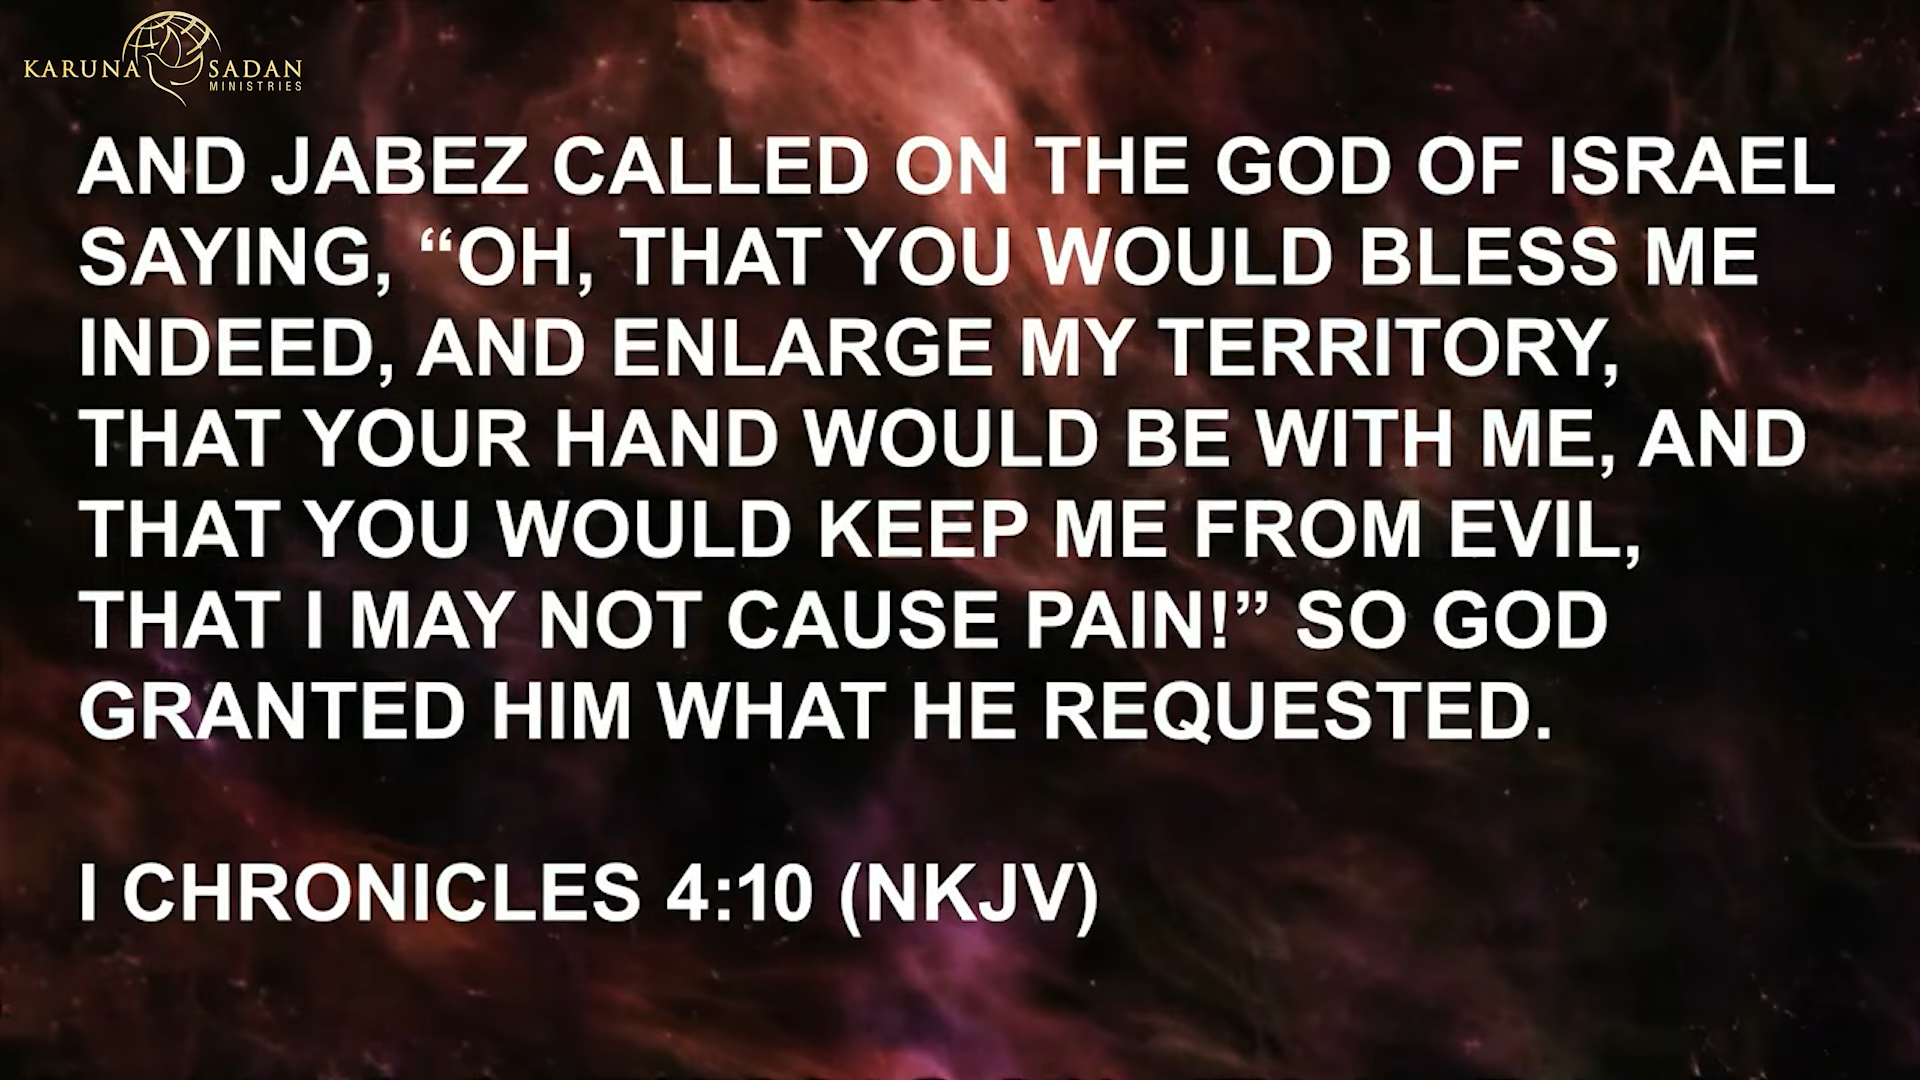 KARUNA SADAN
MINISTRIES
AND JABEZ CALLED ON THE GOD OF ISRAEL
SAYING, “OH, THAT YOU WOULD BLESS ME
INDEED, AND ENLARGE MY TERRITORY,
THAT YOUR HAND WOULD BE WITH ME, AND
THAT YOU WOULD KEEP ME FROM EVIL,
THAT I MAY NOT CAUSE PAIN!” SO GOD
GRANTED HIM WHAT HE REQUESTED.
I CHRONICLES 4:10 (NKJV)